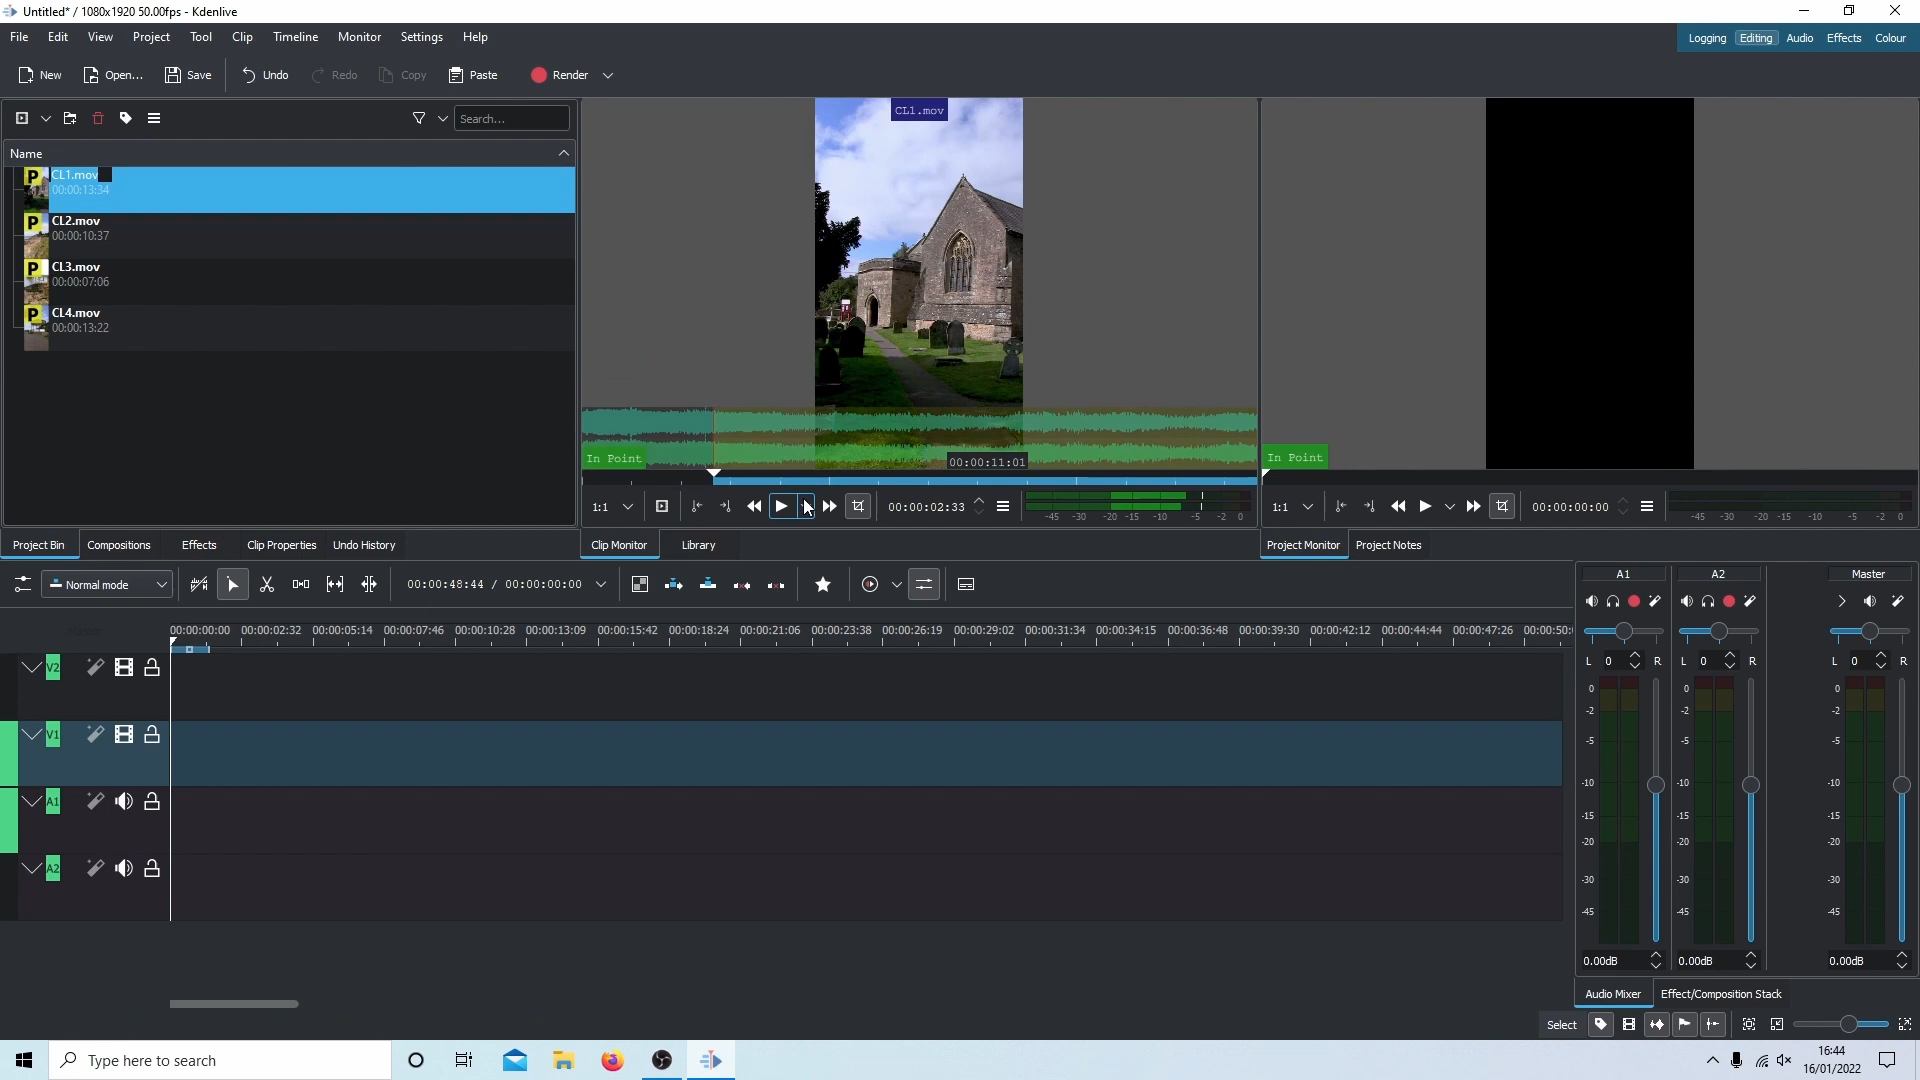 Untitled* / 1080x1920 50.00fps - Kdenlive
File Edit View Project Tool Clip Timeline Monitor Settings Help
Logging Editing Audio Effects Colour
New Open... Save Undo Redo Copy Paste Render
Search...
Name
CL1.mov
00:00:13:34
CL2.mov
00:00:10:37
CL3.mov
00:00:07:06
CL4.mov
00:00:13:22
P
P
P
P
CL1.mov
In Point
00:00:11:01
In Point
1:1
00:00:02:33
-45 -30 -20 -15 -10 -5 -2 0
1:1
00:00:00:00
-45 -30 -20 -15 -10 -5 -2 0
Project Bin Compositions Effects Clip Properties Undo History
Clip Monitor Library
Project Monitor Project Notes
Normal mode
00:00:48:44 / 00:00:00:00
00:00:00:00 00:00:02:32 00:00:05:14 00:00:07:46 00:00:10:28 00:00:13:09 00:00:15:42 00:00:18:24 00:00:21:06 00:00:23:38 00:00:26:19 00:00:29:02 00:00:31:34 00:00:34:15 00:00:36:48 00:00:39:30 00:00:42:12 00:00:44:44 00:00:47:26 00:00:50:
V2
V1
A1
A2
A1 A2 Master
L 0 R L 0 R L 0 R
0 0 0
-2 -2 -2
-5 -5 -5
-10 -10 -10
-15 -15 -15
-20 -20 -20
-30 -30 -30
-45 -45 -45
0.00dB 0.00dB 0.00dB
Audio Mixer Effect/Composition Stack
Select
Type here to search
16:44
16/01/2022